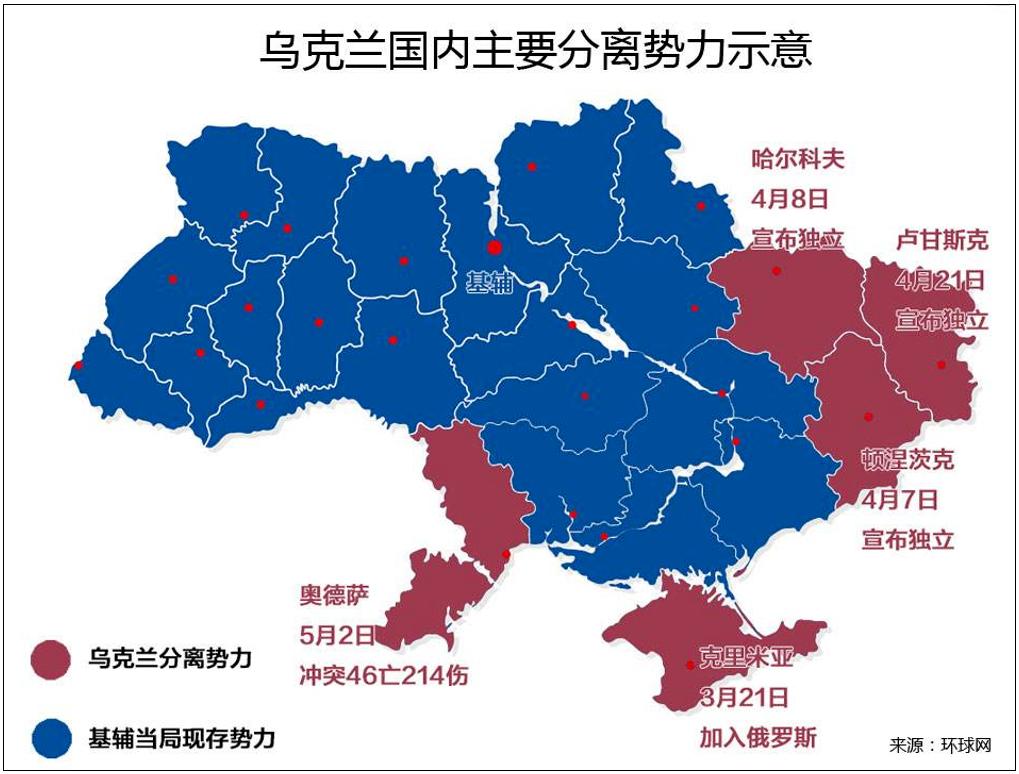 乌克兰国内主要分离势力示意
哈尔科夫
4月8日
宣布独立
卢甘斯克
4月21日
宣布独立
基辅
顿涅茨克
4月7日
宣布独立
奥德萨
5月2日
冲突46亡214伤
克里米亚
3月21日
加入俄罗斯
乌克兰分离势力
基辅当局现存势力
来源：环球网